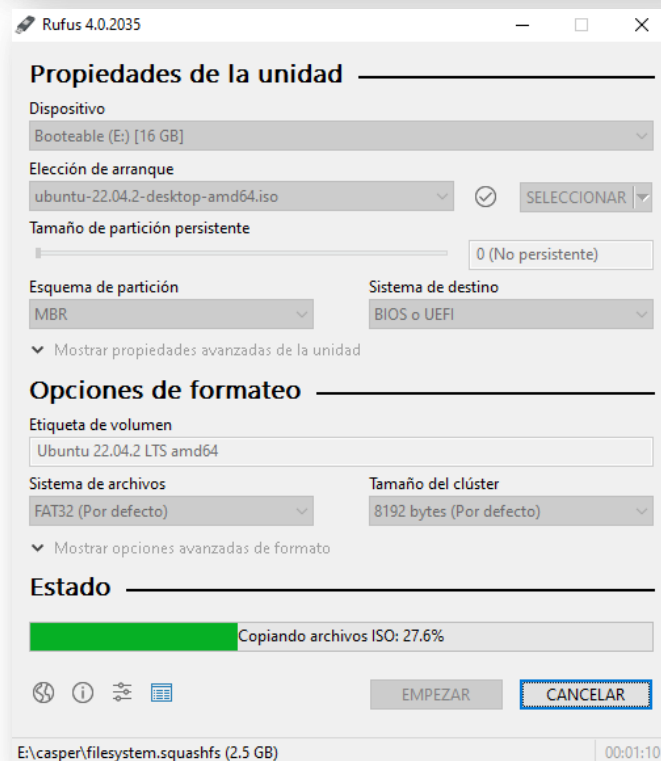 Rufus 4.0.2035
Propiedades de la unidad
Dispositivo
Booteable (E:) [16 GB]
Elección de arranque
ubuntu-22.04.2-desktop-amd64.iso
SELECCIONAR
Tamaño de partición persistente
0 (No persistente)
Esquema de partición
Sistema de destino
MBR
BIOS o UEFI
Mostrar propiedades avanzadas de la unidad
Opciones de formateo
Etiqueta de volumen
Ubuntu 22.04.2 LTS amd64
Sistema de archivos
Tamaño del clúster
FAT32 (Por defecto)
8192 bytes (Por defecto)
Mostrar opciones avanzadas de formato
Estado
Copiando archivos ISO: 27.6%
EMPEZAR
CANCELAR
E:\casper\filesystem.squashfs (2.5 GB)
00:01:10